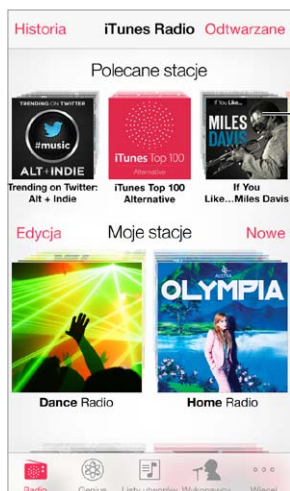 Historia iTunes Radio Odtwarzane
Polecane stacje
TRENDING ON TWITTER
#music
ALT+INDIE
iTunes Top 100
Alternative
If You Like...
MILES
DAVIS
Trending on Twitter:
Alt + Indie
iTunes Top 100
Alternative
If You
Like...Miles Davis
Edycja Moje stacje Nowe
OLYMPIA
Dance Radio Home Radio
Radio Genius Listy utworów Wykonawcy Więcej